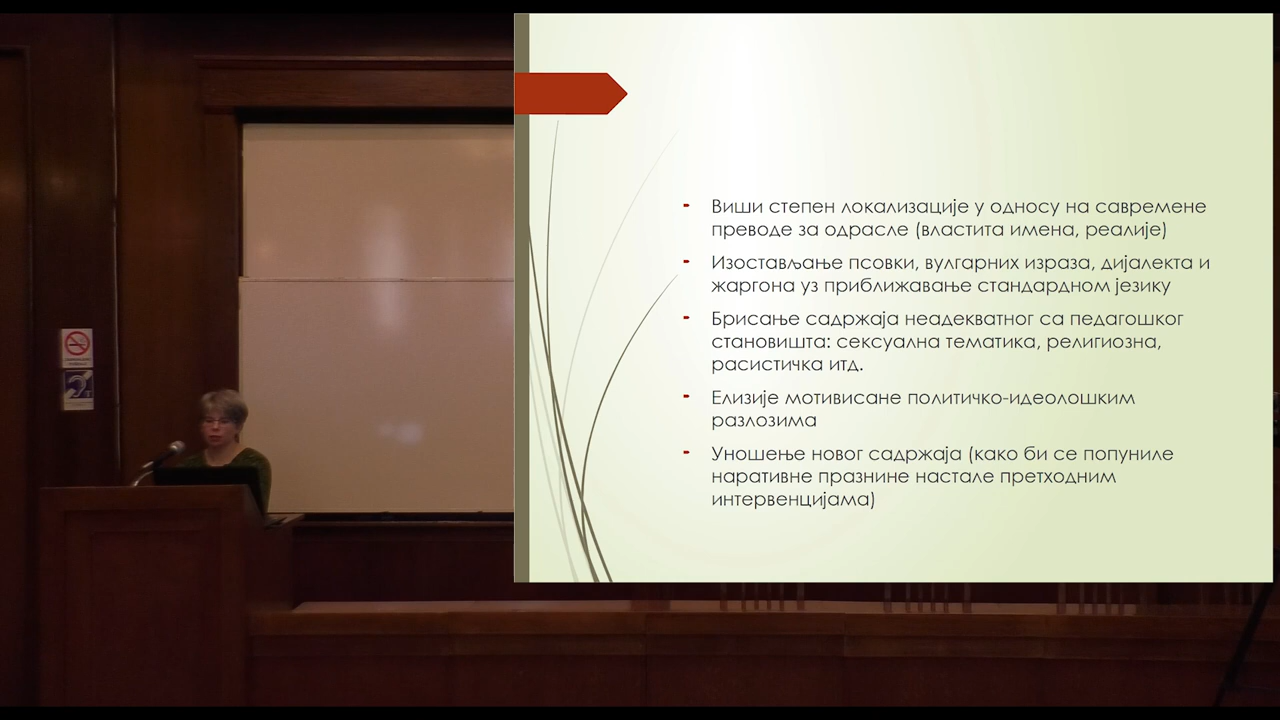 Виши степен локализације у односу на савремене
преводе за одрасле (властита имена, реалије)
Изостављање псовки, вулгарних израза, дијалекта и
жаргона уз приближавање стандардном језику
Брисање садржаја неадекватног са педагошког
становишта: сексуална тематика, религиозна,
расистичка итд.
Елизије мотивисане политичко-идеолошким
разлозима
Уношење новог садржаја (како би се попуниле
наративне празнине настале претходним
интервенцијама)